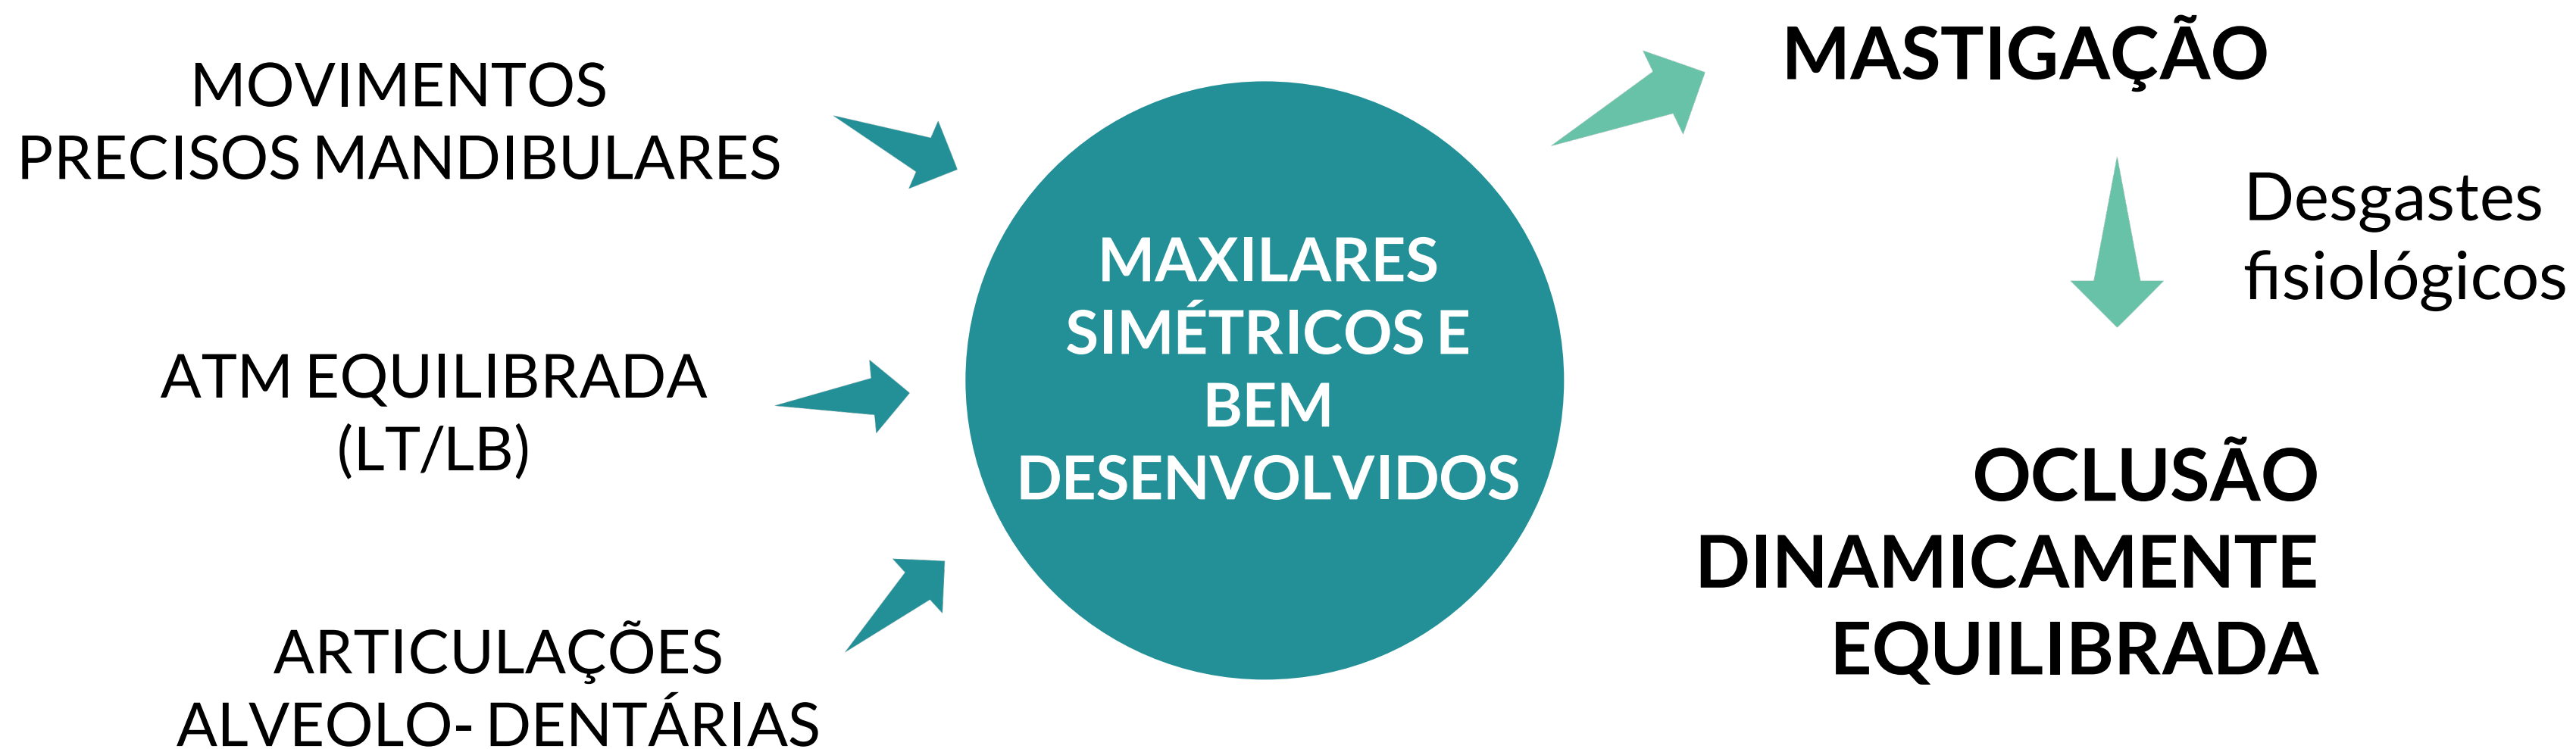 MOVIMENTOS
PRECISOS MANDIBULARES
ATM EQUILIBRADA
(LT/LB)
ARTICULAÇÕES
ALVEOLO- DENTÁRIAS
MAXILARES
SIMÉTRICOS E
BEM
DESENVOLVIDOS
MASTIGAÇÃO
Desgastes
fisiológicos
OCLUSÃO
DINAMICAMENTE
EQUILIBRADA